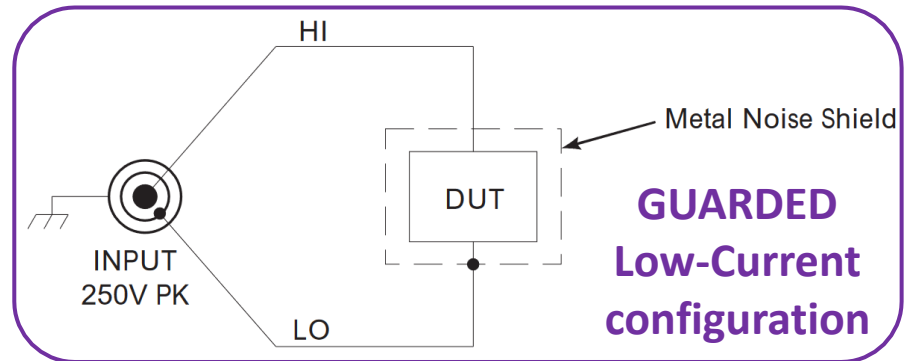 HI
Metal Noise Shield
DUT
GUARDED
Low-Current
configuration
INPUT
250V PK
LO